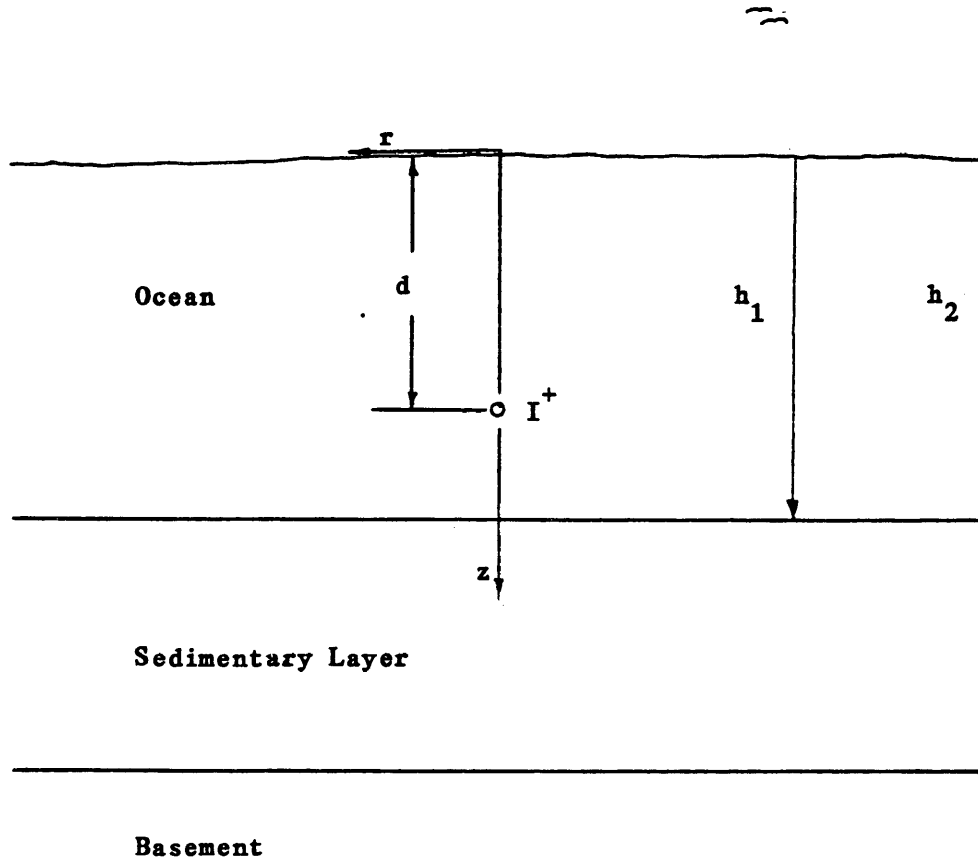 r
d
Ocean
h₁
h₂
I⁺
z
Sedimentary Layer
Basement